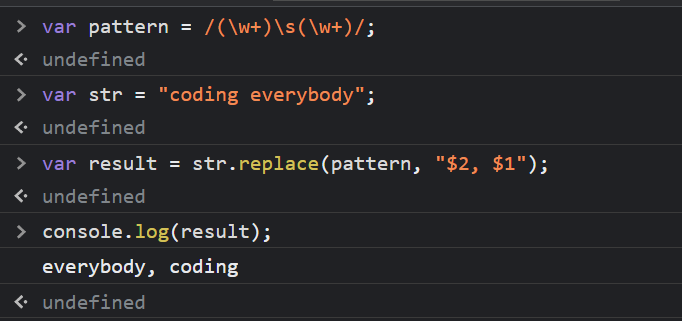 > var pattern = /(\w+)\s(\w+)/;
<· undefined
> var str = "coding everybody";
<· undefined
> var result = str.replace(pattern, "$2, $1");
<· undefined
> console.log(result);
everybody, coding
<· undefined